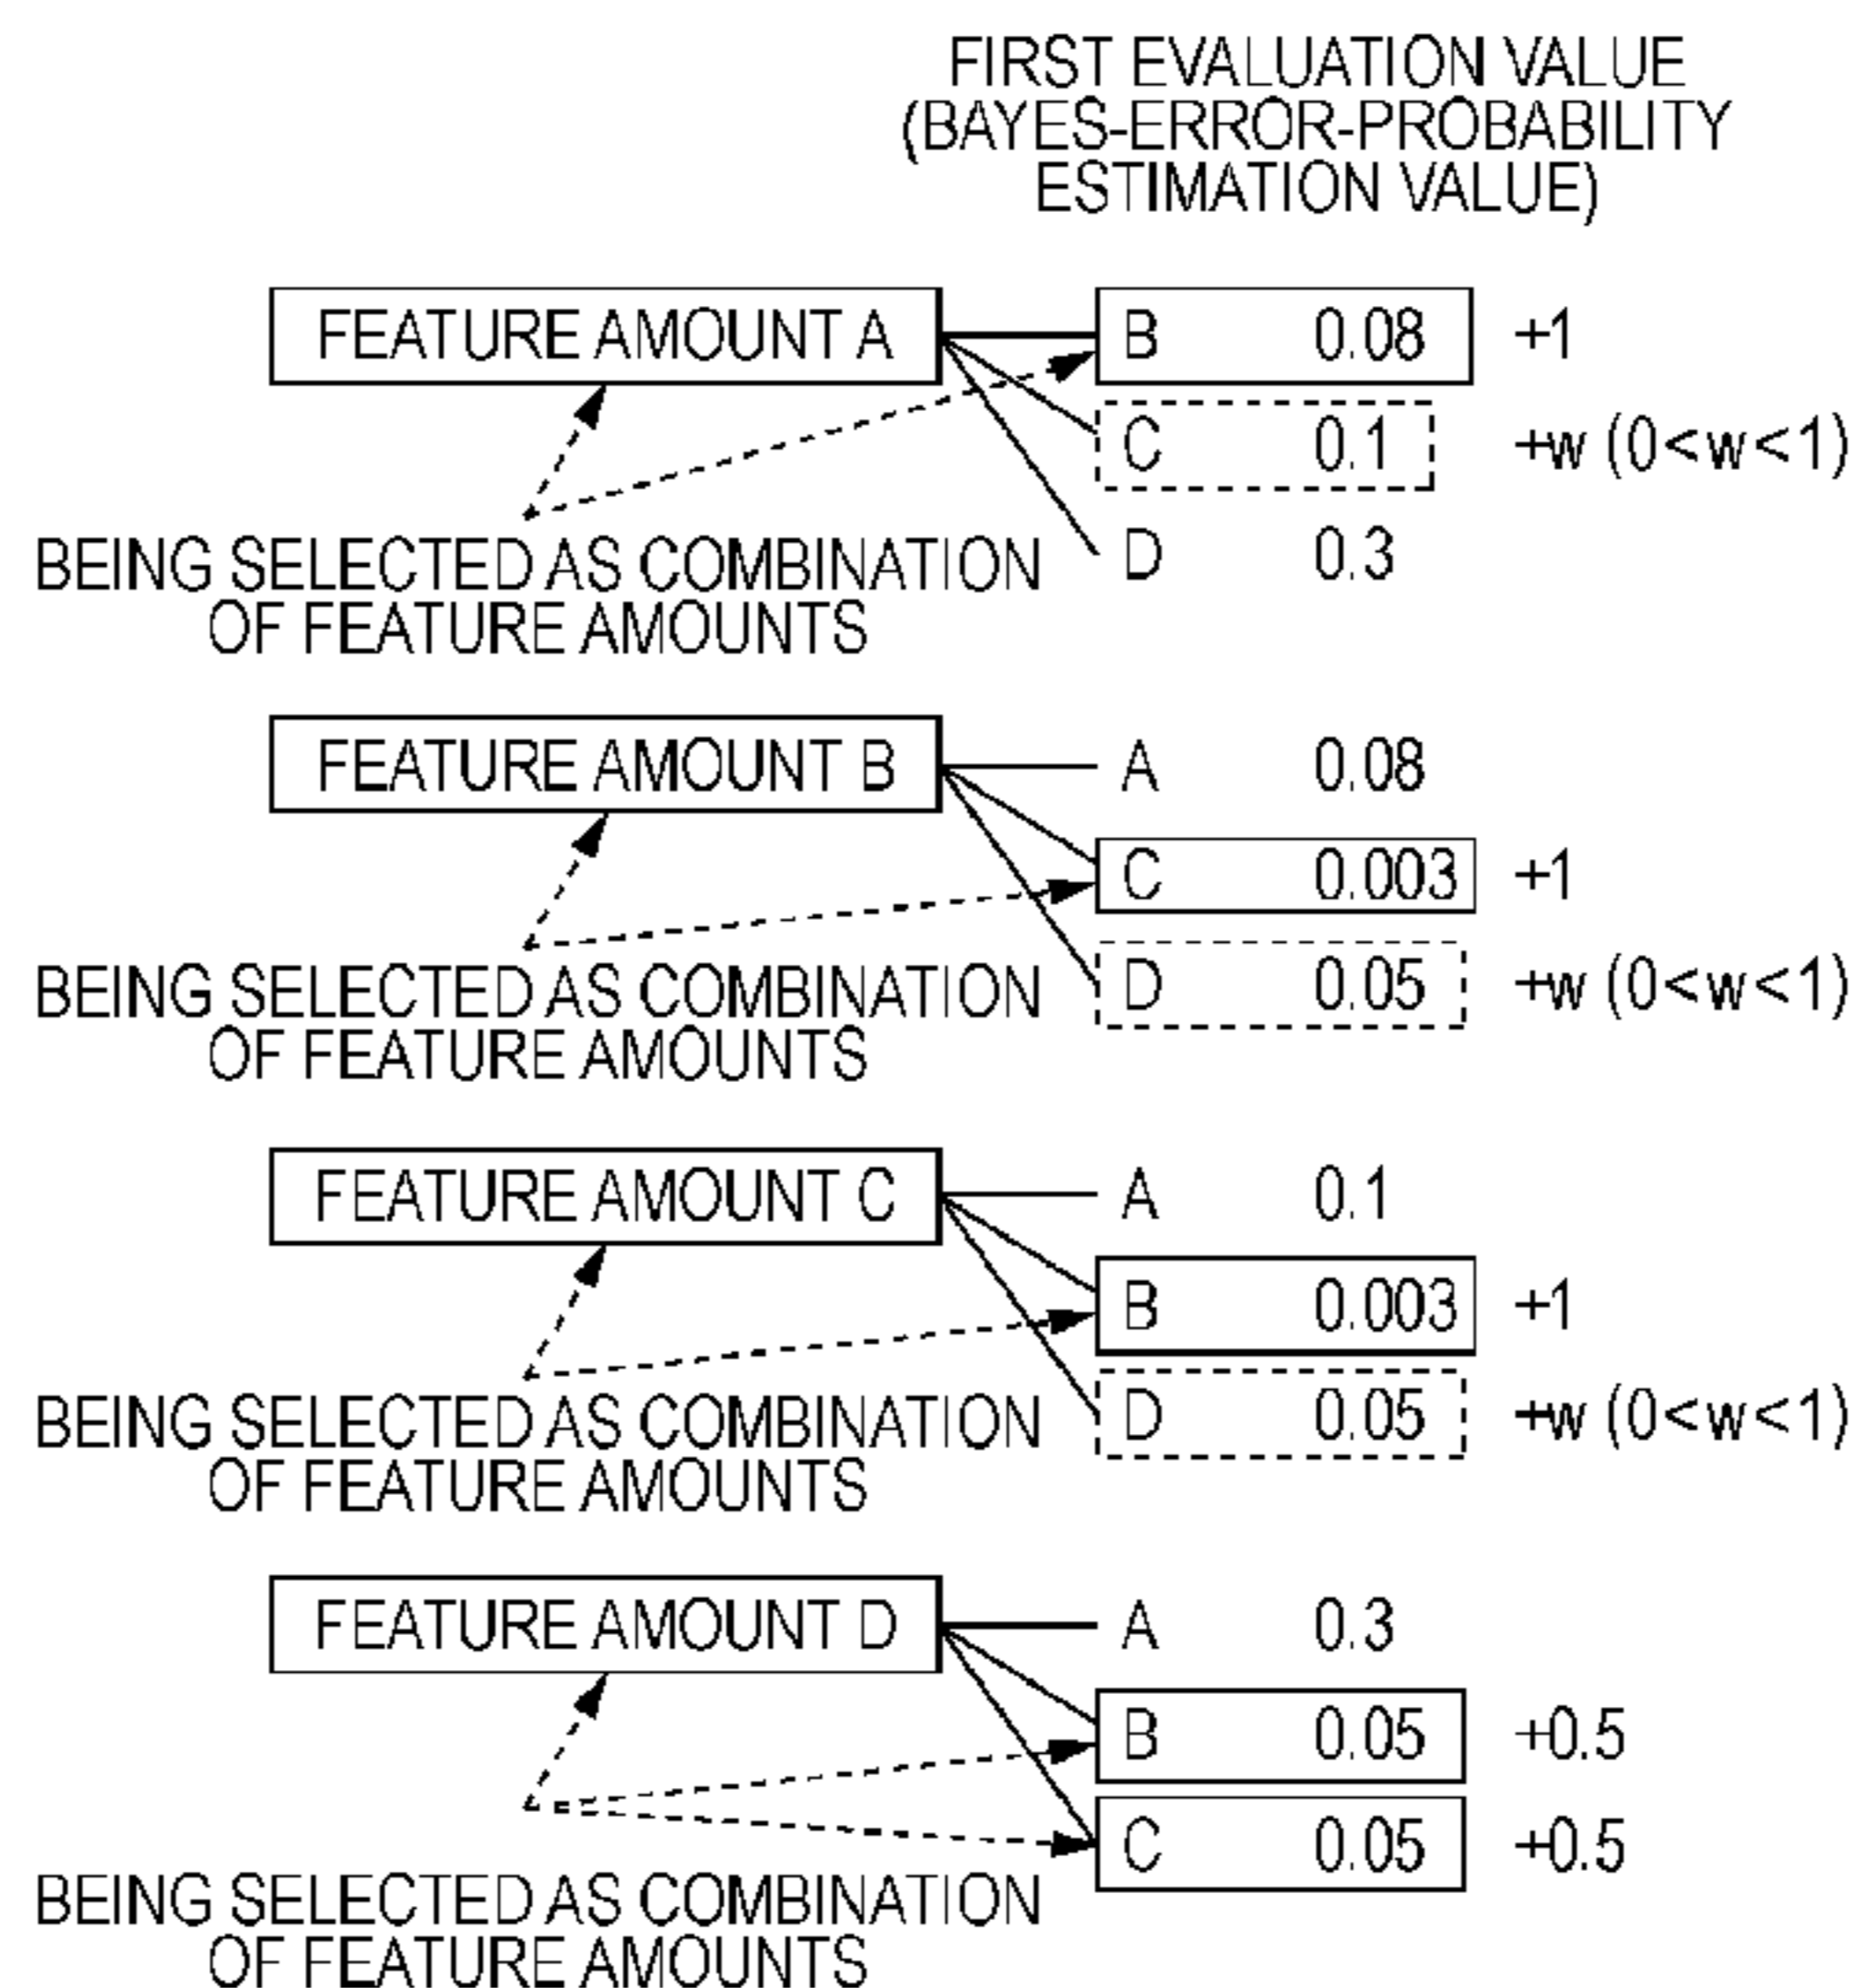 FIRST EVALUATION VALUE
(BAYES-ERROR-PROBABILITY
ESTIMATION VALUE)
FEATURE AMOUNT A
B 0.08 +1
C 0.1 +w (0<w<1)
D 0.3
BEING SELECTED AS COMBINATION
OF FEATURE AMOUNTS
FEATURE AMOUNT B
A 0.08
C 0.003 +1
D 0.05 +w (0<w<1)
BEING SELECTED AS COMBINATION
OF FEATURE AMOUNTS
FEATURE AMOUNT C
A 0.1
B 0.003 +1
D 0.05 +w (0<w<1)
BEING SELECTED AS COMBINATION
OF FEATURE AMOUNTS
FEATURE AMOUNT D
A 0.3
B 0.05 +0.5
C 0.05 +0.5
BEING SELECTED AS COMBINATION
OF FEATURE AMOUNTS